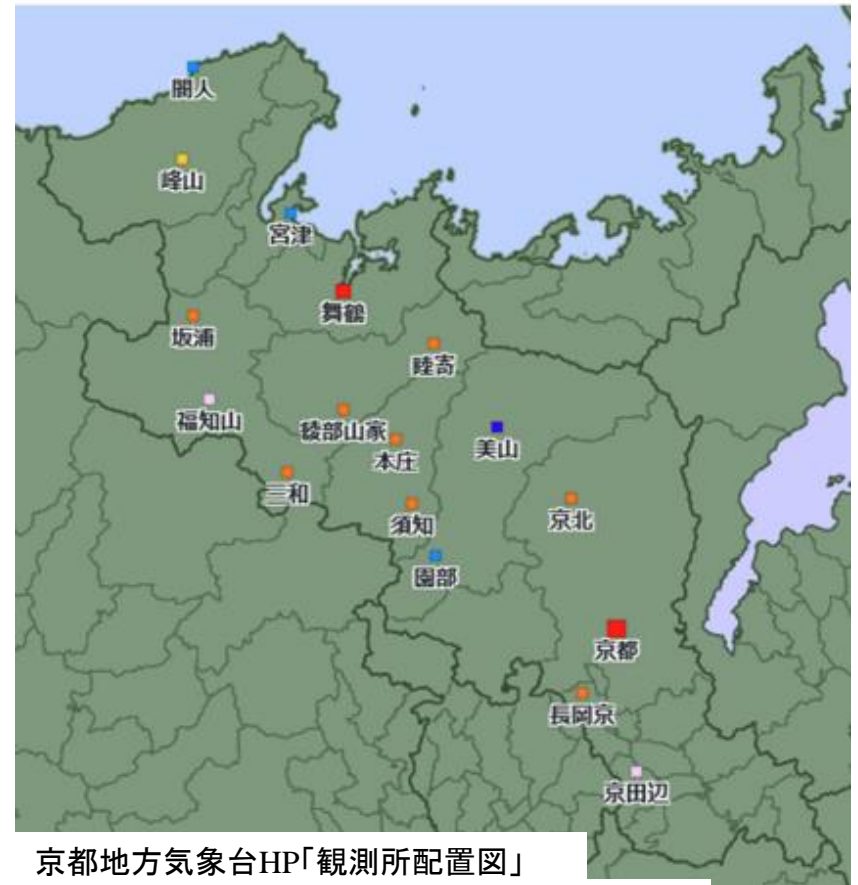 間人
峰山
宮津
舞鶴
坂浦
睦寄
福知山
綾部山家
本庄
美山
三和
須知
京北
園部
京都
長岡京
京田辺
京都地方気象台HP「観測所配置図」